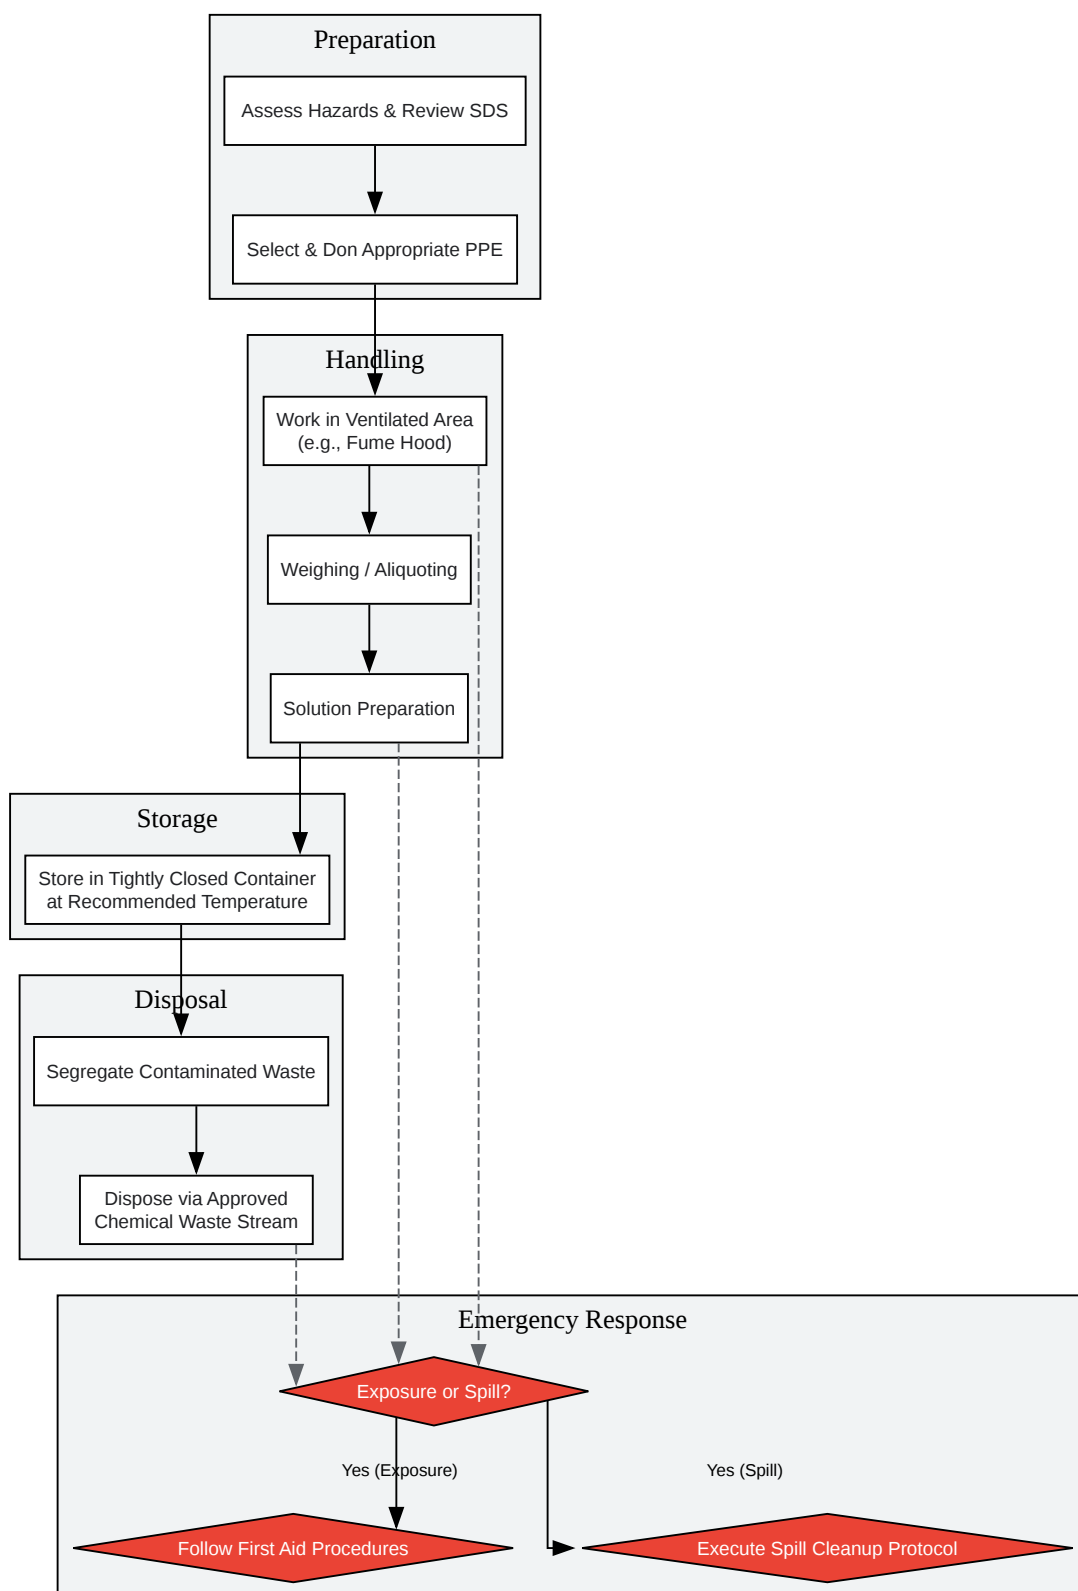 Preparation
Assess Hazards & Review SDS
Select & Don Appropriate PPE
Handling
Work in Ventilated Area
(e.g., Fume Hood)
Weighing / Aliquoting
Solution Preparation
Storage
Store in Tightly Closed Container
at Recommended Temperature
Disposal
Segregate Contaminated Waste
Dispose via Approved
Chemical Waste Stream
Emergency Response
Exposure or Spill?
Yes (Exposure)
Yes (Spill)
Follow First Aid Procedures
Execute Spill Cleanup Protocol